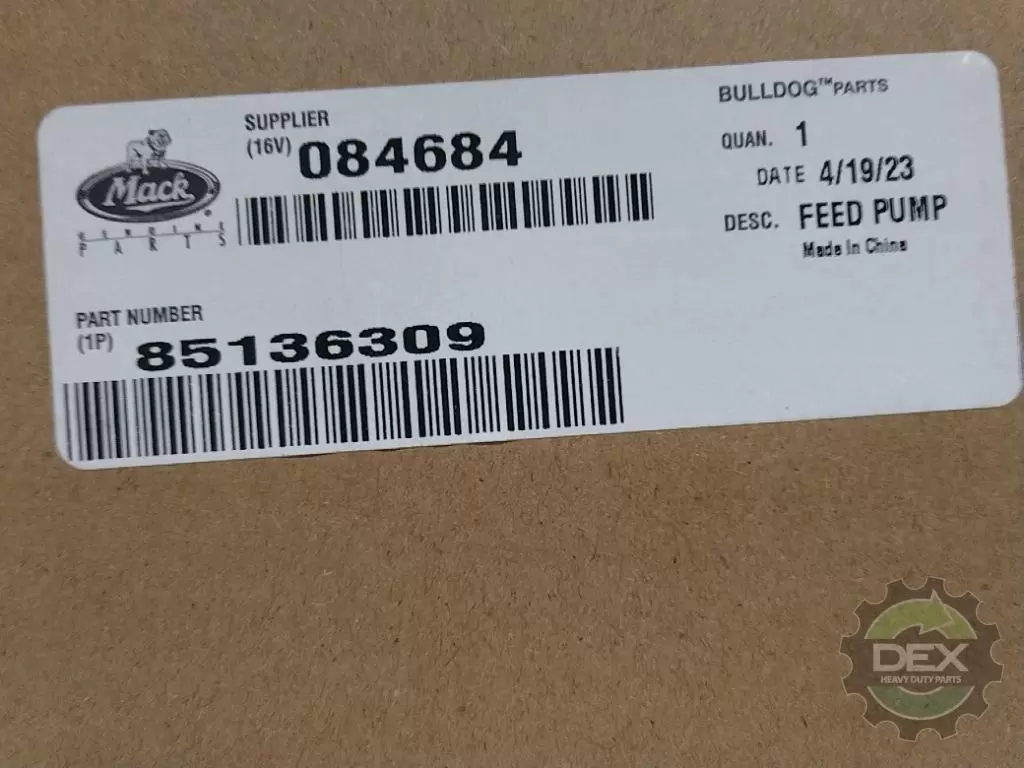 Mack
GENUINE
PARTS
SUPPLIER
(16V) 084684
BULLDOG™PARTS
QUAN. 1
DATE 4/19/23
DESC. FEED PUMP
Made In China
PART NUMBER
(1P) 85136309
DEX
HEAVY DUTY PARTS